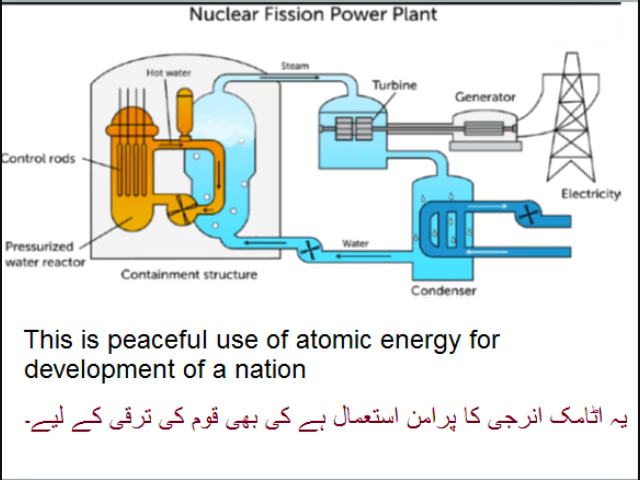 Nuclear Fission Power Plant
Steam
Hot water
Turbine
Generator
Control rods
Electricity
Pressurized
water reactor
Water
Containment structure
Condenser
This is peaceful use of atomic energy for
development of a nation
یہ اٹامک انرجی کا پرامن استعمال ہے کی بھی قوم کی ترقی کے لیے۔